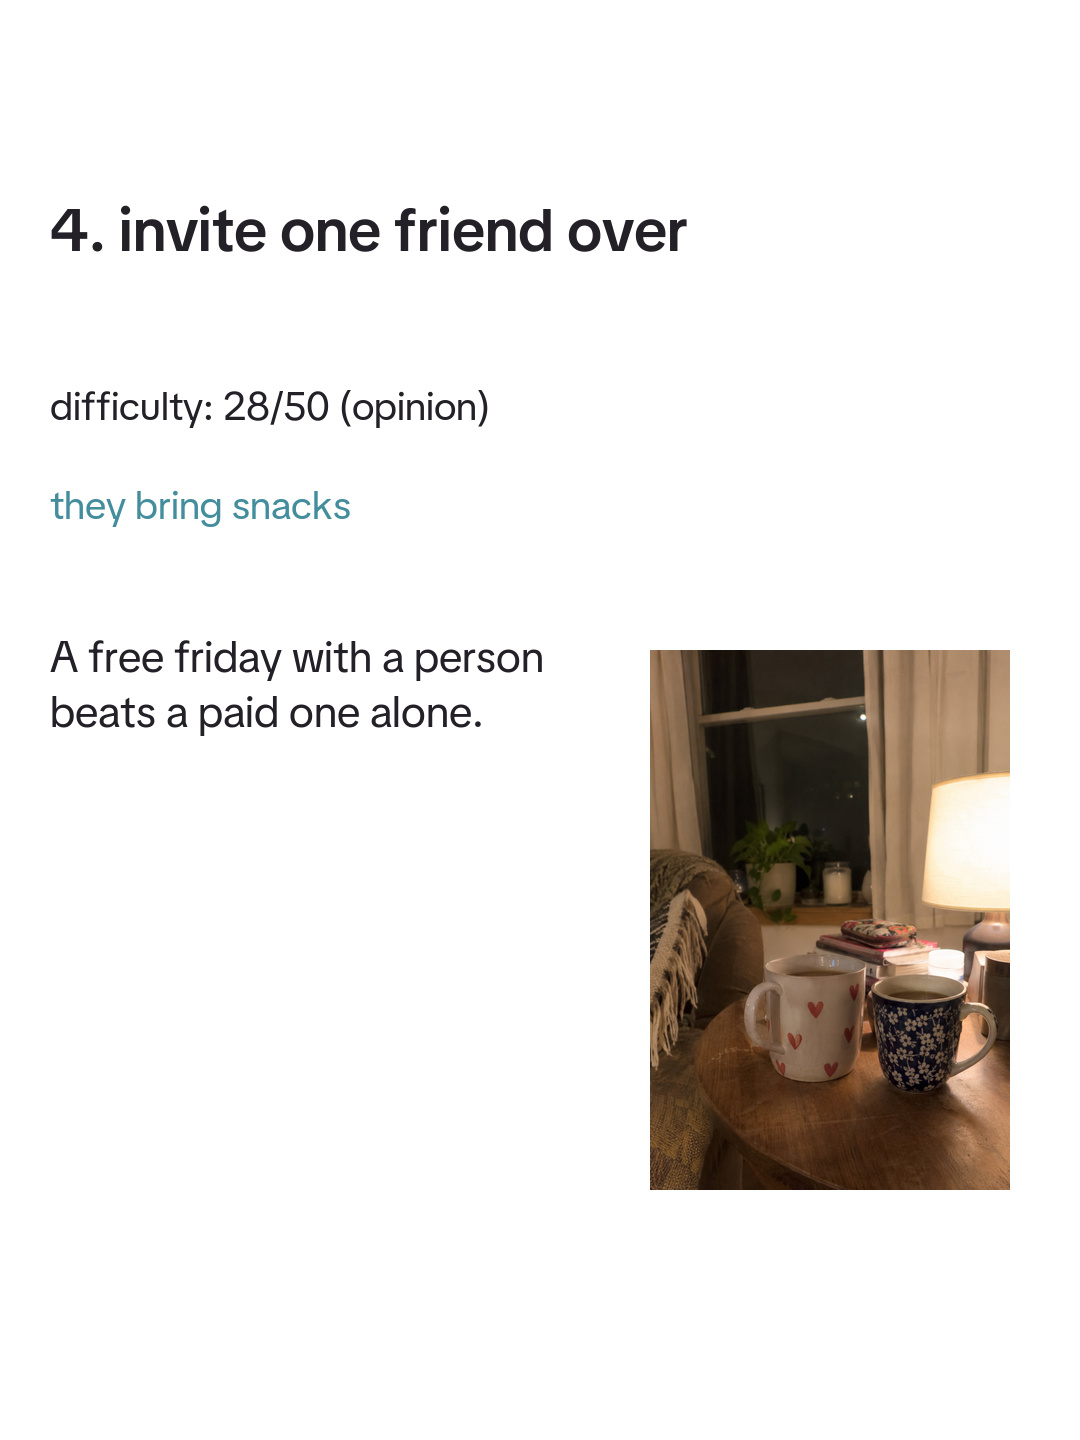 4. invite one friend over
difficulty: 28/50 (opinion)
they bring snacks
A free friday with a person
beats a paid one alone.